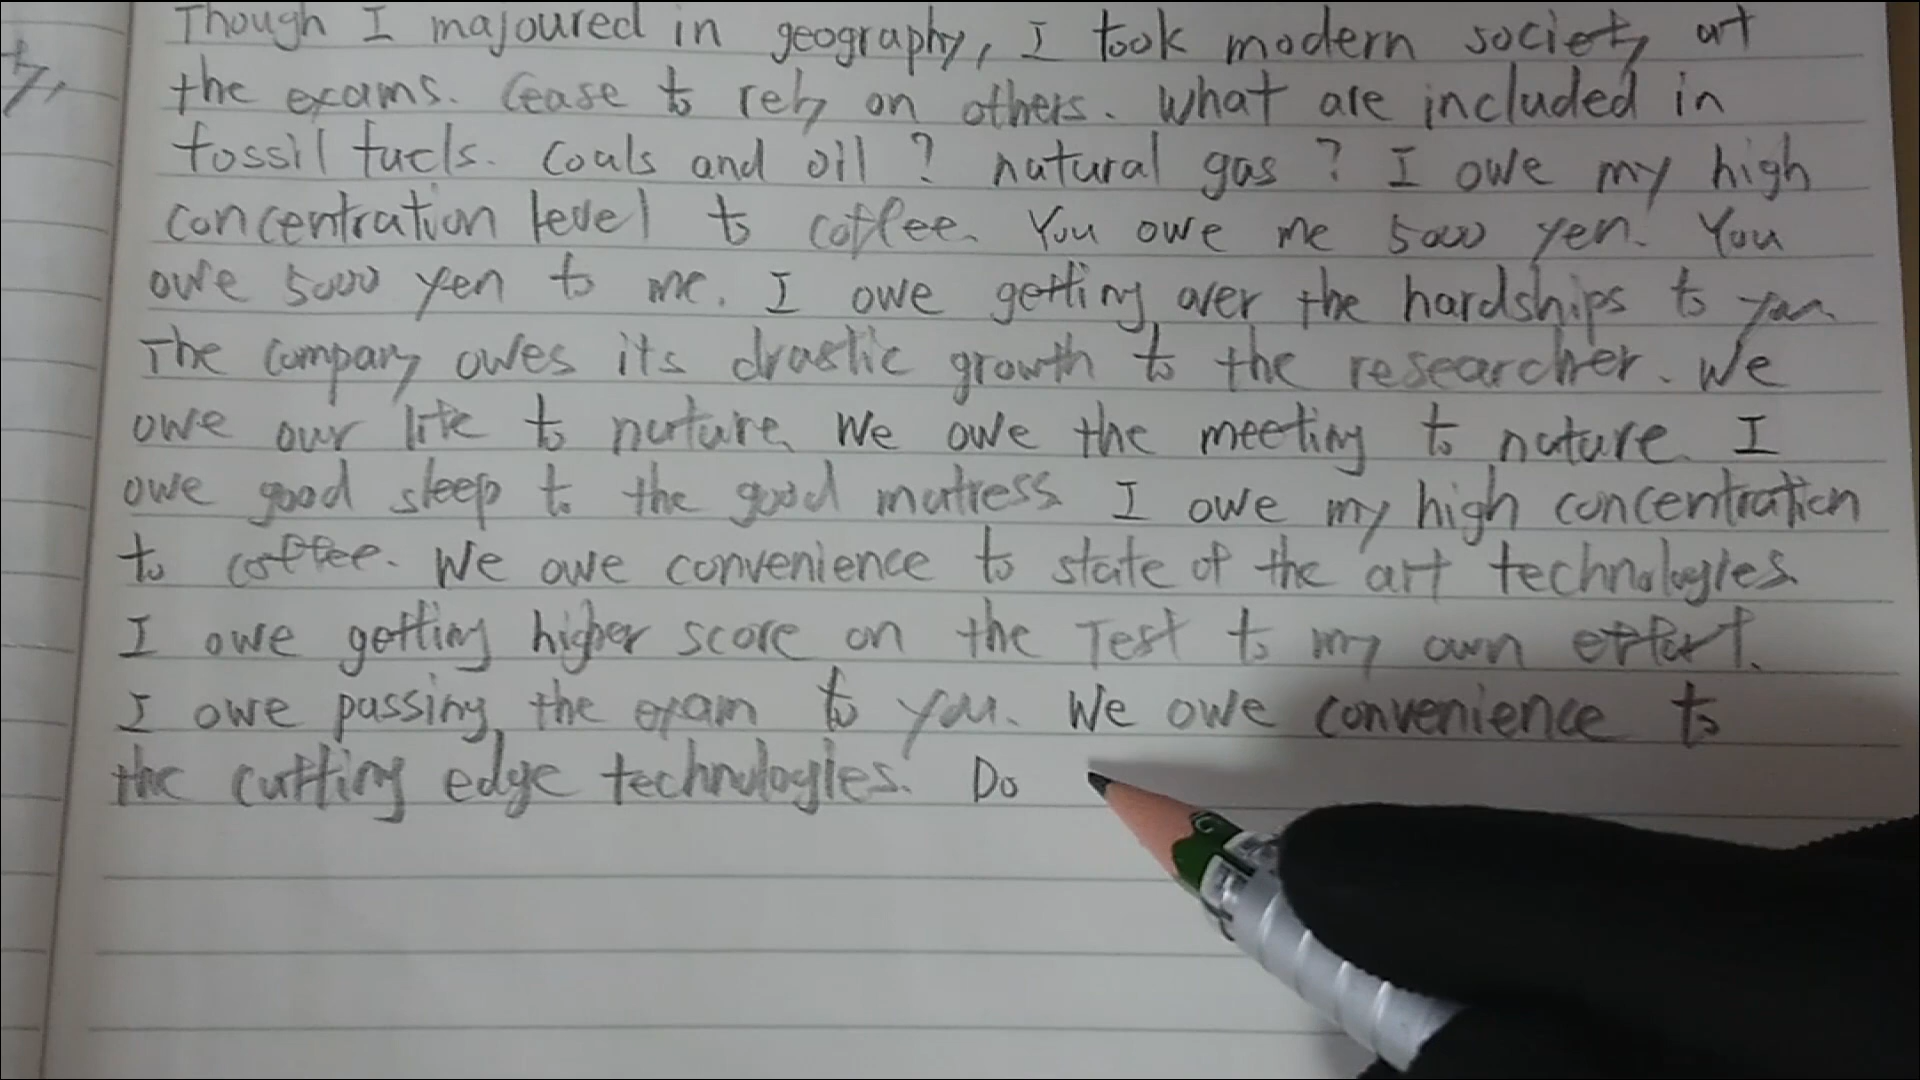 Though I majoured in geography, I took modern society at
the exams. Cease to rely on others. What are included in
fossil fuels. Coals and oil ? natural gas ? I owe my high
concentration level to coffee. You owe me 5000 yen. You
owe 5000 yen to me. I owe getting over the hardships to you.
The company owes its drastic growth to the researcher. We
owe our life to nature. We owe the meeting to nature. I
owe good sleep to the good matress. I owe my high concentration
to coffee. We owe convenience to state of the art technologies.
I owe getting higher score on the Test to my own effort.
I owe passing the exam to you. We owe convenience to
the cutting edge technologies. Do